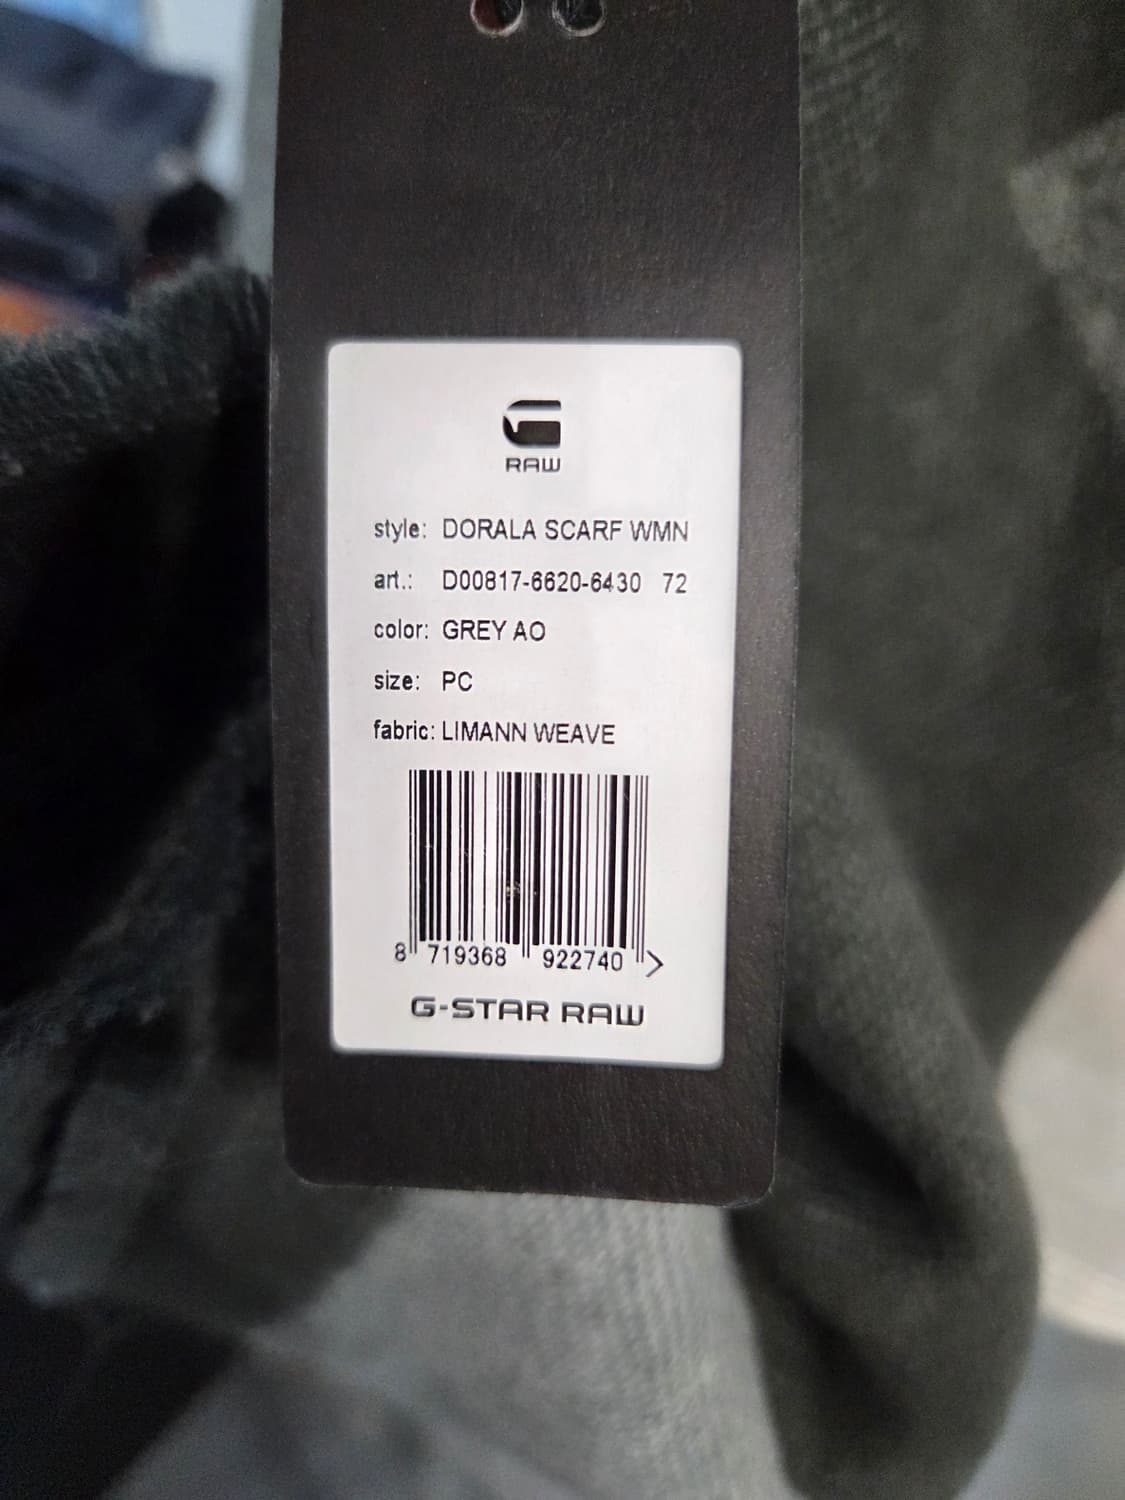 RAW
style: DORALA SCARF WMN
art.: D00817-6620-6430 72
color: GREY AO
size: PC
fabric: LIMANN WEAVE
8 719368 922740 >
G-STAR RAW